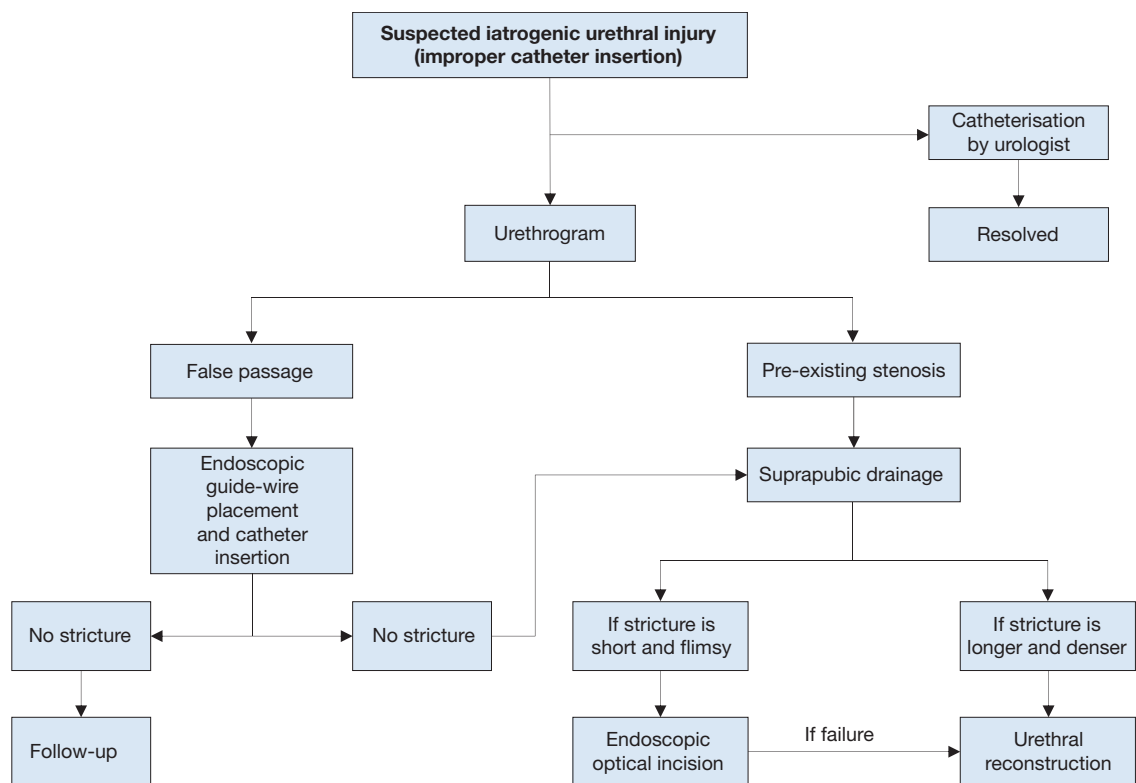 Suspected iatrogenic urethral injury
(improper catheter insertion)
Catheterisation
by urologist
Urethrogram
Resolved
False passage
Pre-existing stenosis
Endoscopic
guide-wire
placement
and catheter
insertion
Suprapubic drainage
No stricture
No stricture
If stricture is
short and flimsy
If stricture is
longer and denser
Follow-up
Endoscopic
optical incision
If failure
Urethral
reconstruction